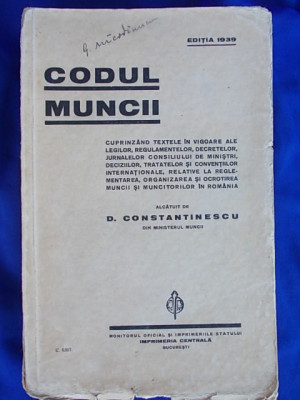 EDIȚIA 1939
CODUL
MUNCII
CUPRINZÂND TEXTELE ÎN VIGOARE ALE
LEGILOR, REGULAMENTELOR, DECRETELOR,
JURNALELOR CONSILIULUI DE MINIȘTRI,
DECIZIILOR, TRATATELOR ȘI CONVENȚIILOR
INTERNAȚIONALE, RELATIVE LA REGLE-
MENTAREA, ORGANIZAREA ȘI OCROTIREA
MUNCII ȘI MUNCITORILOR ÎN ROMÂNIA
ALCĂTUIT DE
D. CONSTANTINESCU
DIN MINISTERUL MUNCII
MONITORUL OFICIAL ȘI IMPRIMERIILE STATULUI
IMPRIMERIA CENTRALĂ
BUCUREȘTI